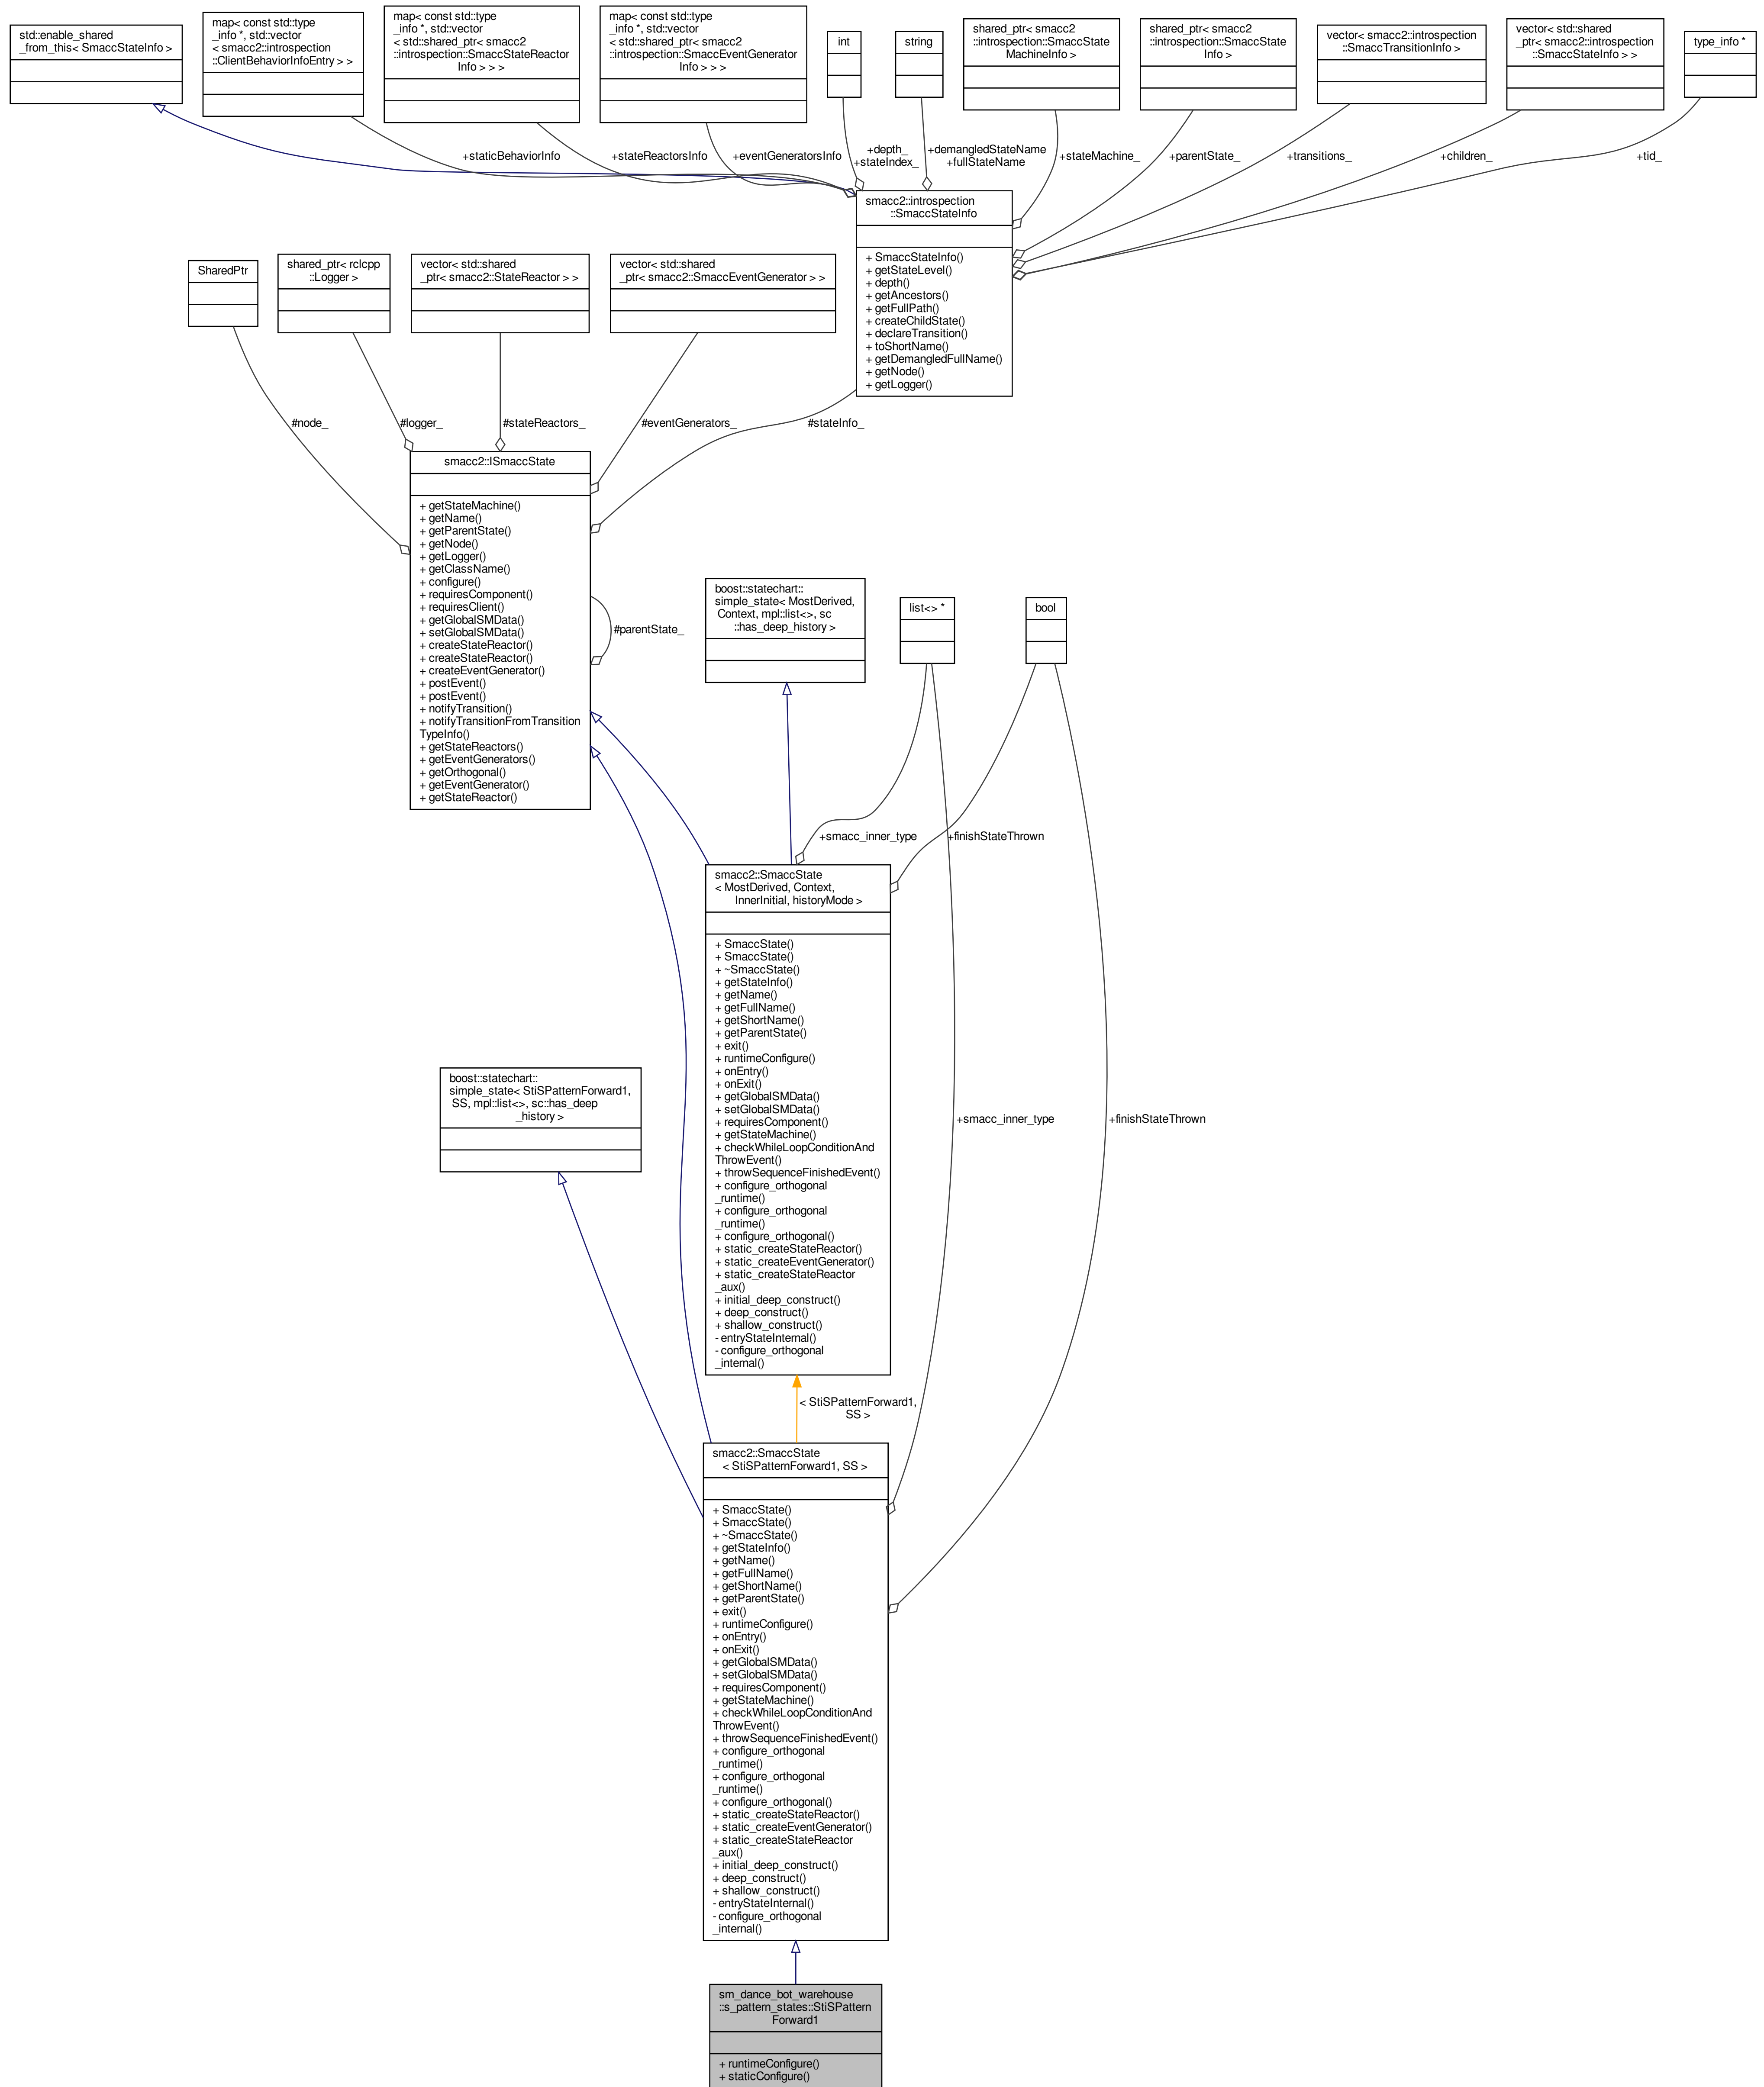 std::enable_shared
_from_this< SmaccStateInfo >
map< const std::type
_info *, std::vector
< smacc2::introspection
::ClientBehaviorInfoEntry > >
map< const std::type
_info *, std::vector
< std::shared_ptr< smacc2
::introspection::SmaccStateReactor
Info > > >
map< const std::type
_info *, std::vector
< std::shared_ptr< smacc2
::introspection::SmaccEventGenerator
Info > > >
int
string
shared_ptr< smacc2
::introspection::SmaccState
MachineInfo >
shared_ptr< smacc2
::introspection::SmaccState
Info >
vector< smacc2::introspection
::SmaccTransitionInfo >
vector< std::shared
_ptr< smacc2::introspection
::SmaccStateInfo > >
type_info *
+staticBehaviorInfo
+stateReactorsInfo
+eventGeneratorsInfo
+depth_
+stateIndex_
+demangledStateName
+fullStateName
+stateMachine_
+parentState_
+transitions_
+children_
+tid_
smacc2::introspection
::SmaccStateInfo
+ SmaccStateInfo()
+ getStateLevel()
+ depth()
+ getAncestors()
+ getFullPath()
+ createChildState()
+ declareTransition()
+ toShortName()
+ getDemangledFullName()
+ getNode()
+ getLogger()
SharedPtr
shared_ptr< rclcpp
::Logger >
vector< std::shared
_ptr< smacc2::StateReactor > >
vector< std::shared
_ptr< smacc2::SmaccEventGenerator > >
#node_
#logger_
#stateReactors_
#eventGenerators_
#stateInfo_
smacc2::ISmaccState
+ getStateMachine()
+ getName()
+ getParentState()
+ getNode()
+ getLogger()
+ getClassName()
+ configure()
+ requiresComponent()
+ requiresClient()
+ getGlobalSMData()
+ setGlobalSMData()
+ createStateReactor()
+ createStateReactor()
+ createEventGenerator()
+ postEvent()
+ postEvent()
+ notifyTransition()
+ notifyTransitionFromTransition
TypeInfo()
+ getStateReactors()
+ getEventGenerators()
+ getOrthogonal()
+ getEventGenerator()
+ getStateReactor()
#parentState_
boost::statechart::
simple_state< MostDerived,
Context, mpl::list<>, sc
::has_deep_history >
list<> *
bool
+smacc_inner_type
+finishStateThrown
smacc2::SmaccState
< MostDerived, Context,
InnerInitial, historyMode >
+ SmaccState()
+ SmaccState()
+ ~SmaccState()
+ getStateInfo()
+ getName()
+ getFullName()
+ getShortName()
+ getParentState()
+ exit()
+ runtimeConfigure()
+ onEntry()
+ onExit()
+ getGlobalSMData()
+ setGlobalSMData()
+ requiresComponent()
+ getStateMachine()
+ checkWhileLoopConditionAnd
ThrowEvent()
+ throwSequenceFinishedEvent()
+ configure_orthogonal
_runtime()
+ configure_orthogonal
_runtime()
+ configure_orthogonal()
+ static_createStateReactor()
+ static_createEventGenerator()
+ static_createStateReactor
_aux()
+ initial_deep_construct()
+ deep_construct()
+ shallow_construct()
- entryStateInternal()
- configure_orthogonal
_internal()
boost::statechart::
simple_state< StiSPatternForward1,
SS, mpl::list<>, sc::has_deep
_history >
+smacc_inner_type
+finishStateThrown
< StiSPatternForward1,
SS >
smacc2::SmaccState
< StiSPatternForward1, SS >
+ SmaccState()
+ SmaccState()
+ ~SmaccState()
+ getStateInfo()
+ getName()
+ getFullName()
+ getShortName()
+ getParentState()
+ exit()
+ runtimeConfigure()
+ onEntry()
+ onExit()
+ getGlobalSMData()
+ setGlobalSMData()
+ requiresComponent()
+ getStateMachine()
+ checkWhileLoopConditionAnd
ThrowEvent()
+ throwSequenceFinishedEvent()
+ configure_orthogonal
_runtime()
+ configure_orthogonal
_runtime()
+ configure_orthogonal()
+ static_createStateReactor()
+ static_createEventGenerator()
+ static_createStateReactor
_aux()
+ initial_deep_construct()
+ deep_construct()
+ shallow_construct()
- entryStateInternal()
- configure_orthogonal
_internal()
sm_dance_bot_warehouse
::s_pattern_states::StiSPattern
Forward1
+ runtimeConfigure()
+ staticConfigure()